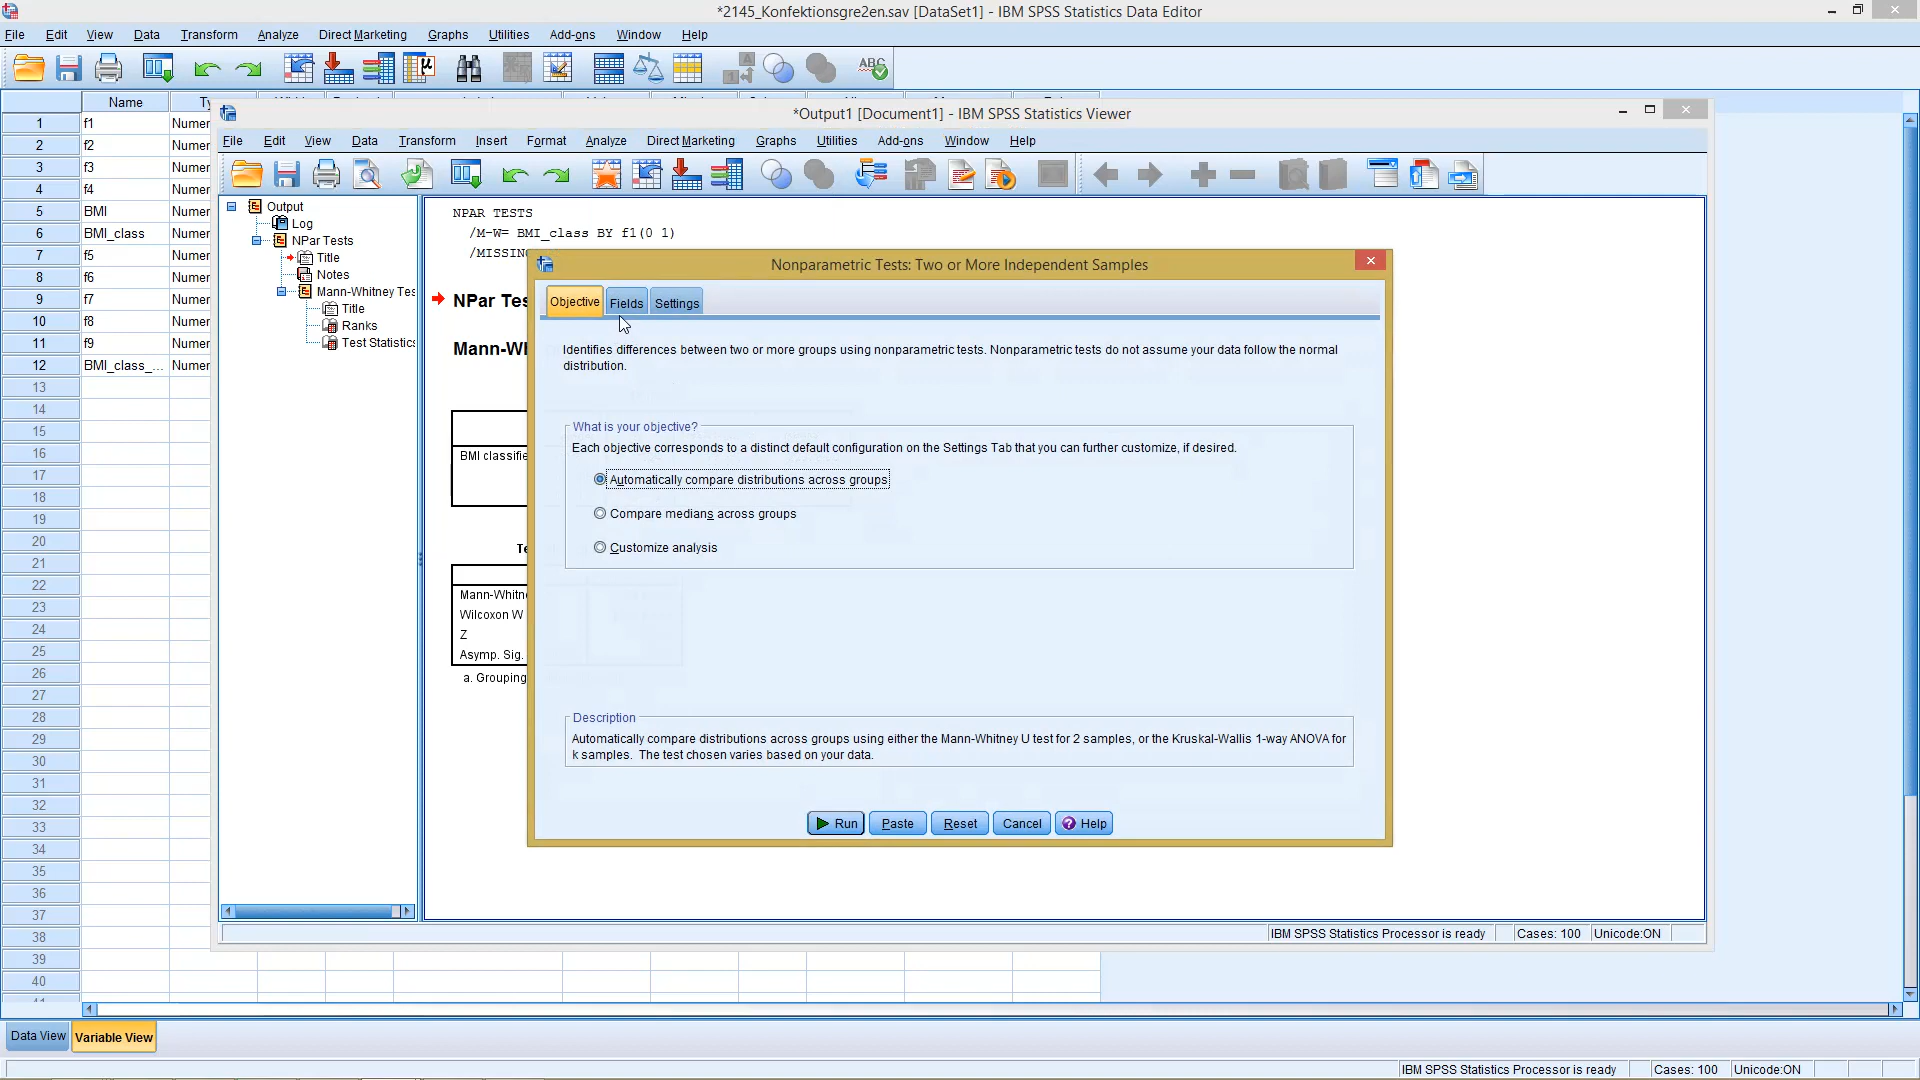 *2145_Konfektionsgre2en.sav [DataSet1] - IBM SPSS Statistics Data Editor
File Edit View Data Transform Analyze Direct Marketing Graphs Utilities Add-ons Window Help
Name
1 f1 Numer
2 f2 Numer
3 f3 Numer
4 f4 Numer
5 BMI Numer
6 BMI_class Numer
7 f5 Numer
8 f6 Numer
9 f7 Numer
10 f8 Numer
11 f9 Numer
12 BMI_class_... Numer
13
14
15
16
17
18
19
20
21
22
23
24
25
26
27
28
29
30
31
32
33
34
35
36
37
38
39
40
*Output1 [Document1] - IBM SPSS Statistics Viewer
File Edit View Data Transform Insert Format Analyze Direct Marketing Graphs Utilities Add-ons Window Help
Output
Log
NPar Tests
Title
Notes
Mann-Whitney Tes
Title
Ranks
Test Statistics
NPAR TESTS
/M-W= BMI_class BY f1(0 1)
/MISSIN
NPar Tes
Mann-Wh
BMI classifie
Te
Mann-Whitn
Wilcoxon W
Z
Asymp. Sig.
a. Grouping
Nonparametric Tests: Two or More Independent Samples
Objective Fields Settings
Identifies differences between two or more groups using nonparametric tests. Nonparametric tests do not assume your data follow the normal
distribution.
What is your objective?
Each objective corresponds to a distinct default configuration on the Settings Tab that you can further customize, if desired.
Automatically compare distributions across groups
Compare medians across groups
Customize analysis
Description
Automatically compare distributions across groups using either the Mann-Whitney U test for 2 samples, or the Kruskal-Wallis 1-way ANOVA for
k samples. The test chosen varies based on your data.
Run Paste Reset Cancel Help
IBM SPSS Statistics Processor is ready Cases: 100 Unicode:ON
Data View Variable View
IBM SPSS Statistics Processor is ready Cases: 100 Unicode:ON